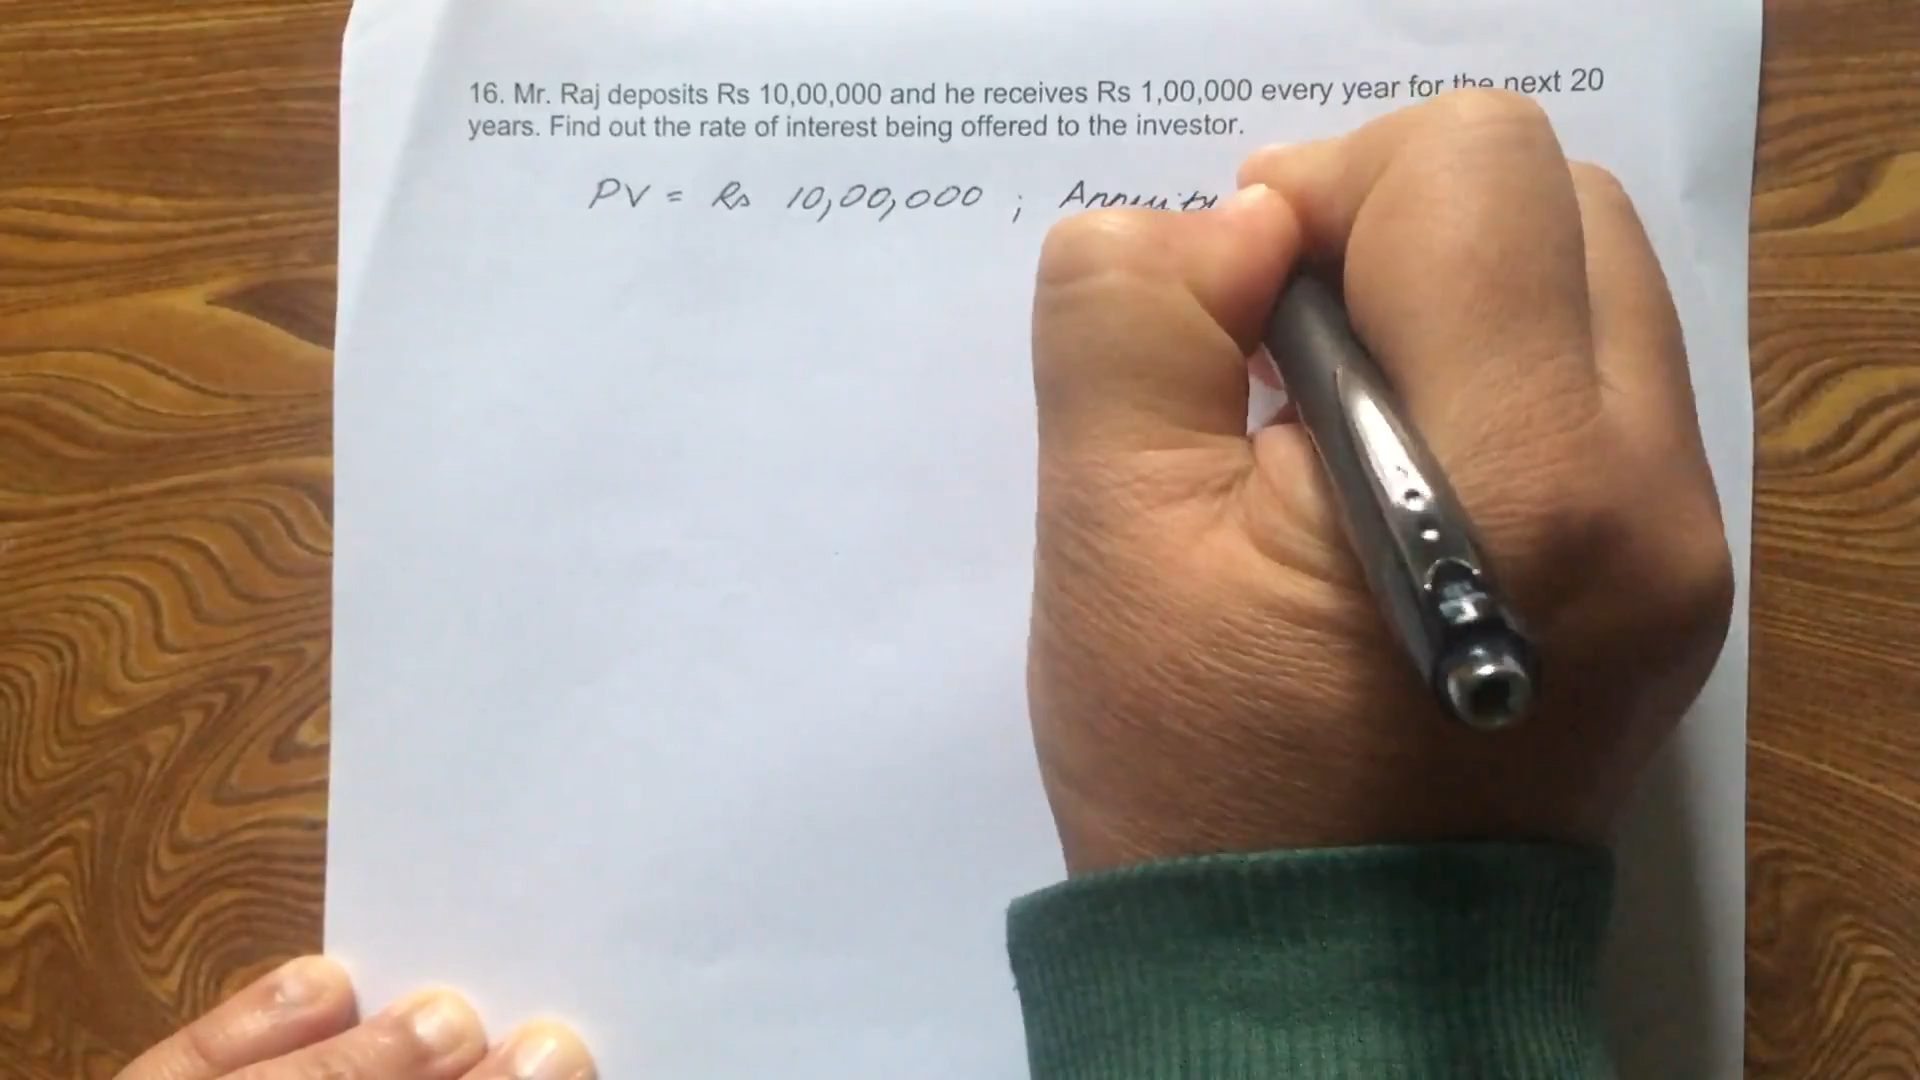 16. Mr. Raj deposits Rs 10,00,000 and he receives Rs 1,00,000 every year for the next 20
years. Find out the rate of interest being offered to the investor.
PV = Rs 10,00,000 ; Annuity